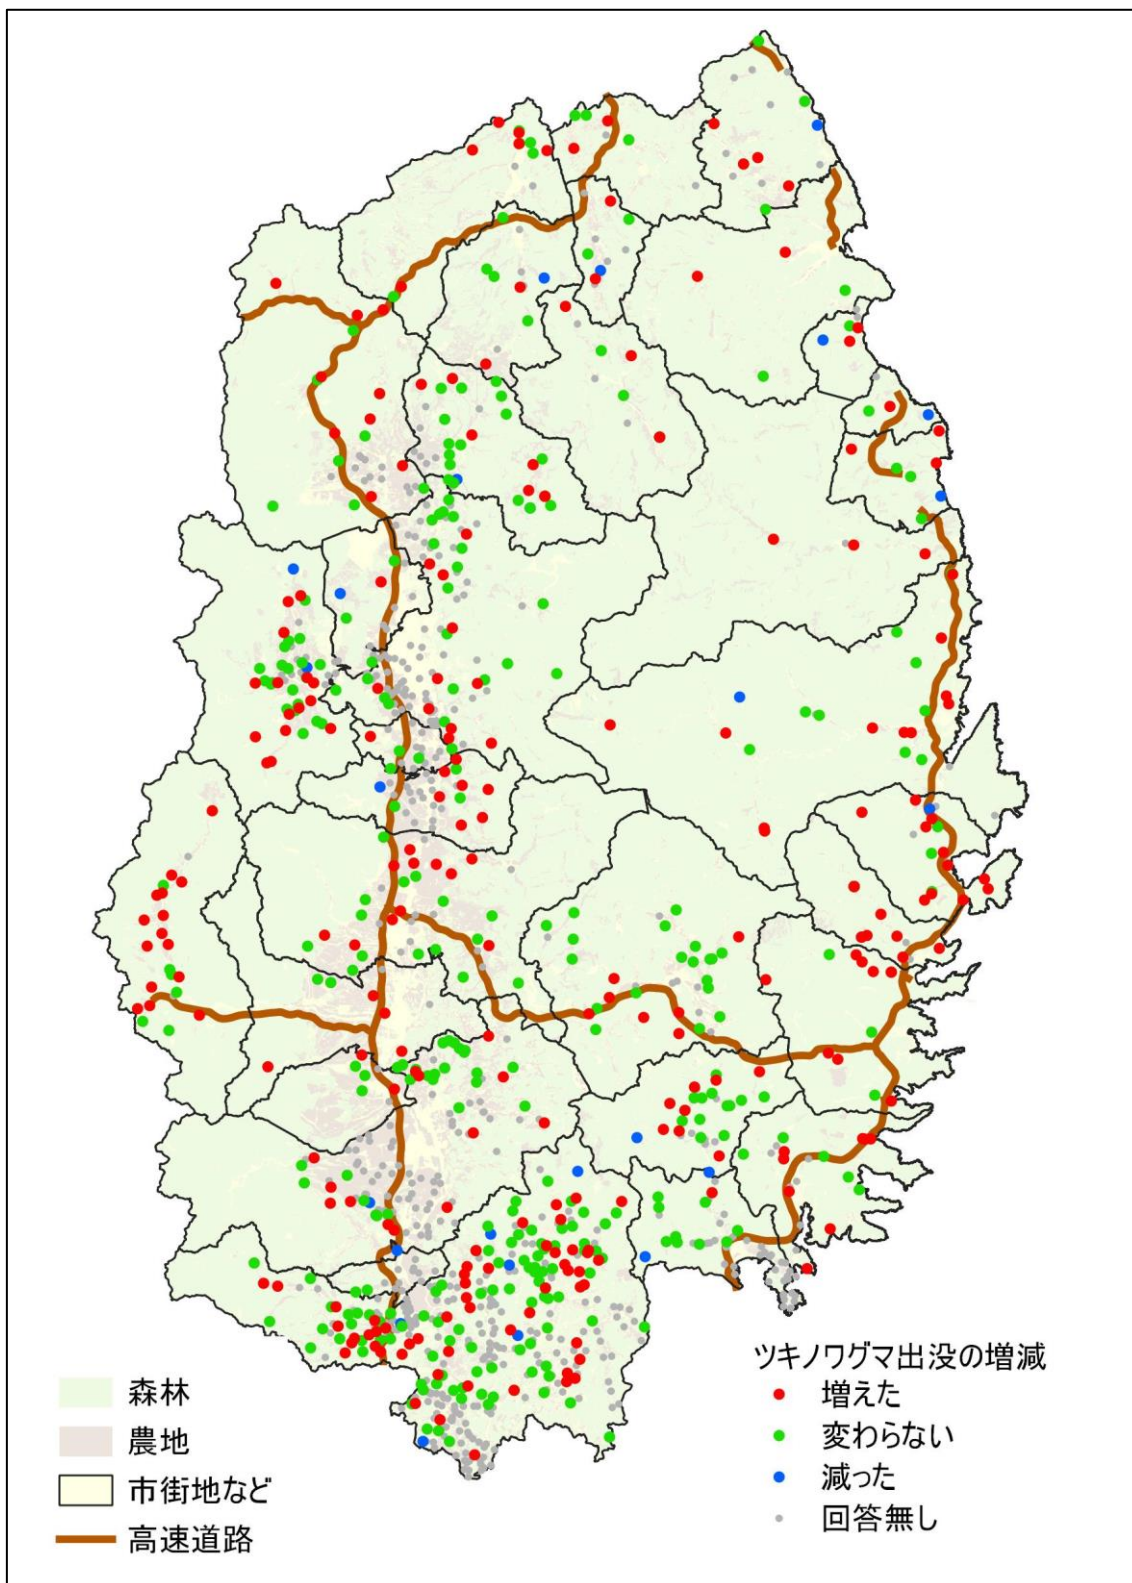 森林
農地
市街地など
高速道路
ツキノワグマ出没の増減
増えた
変わらない
減った
回答無し